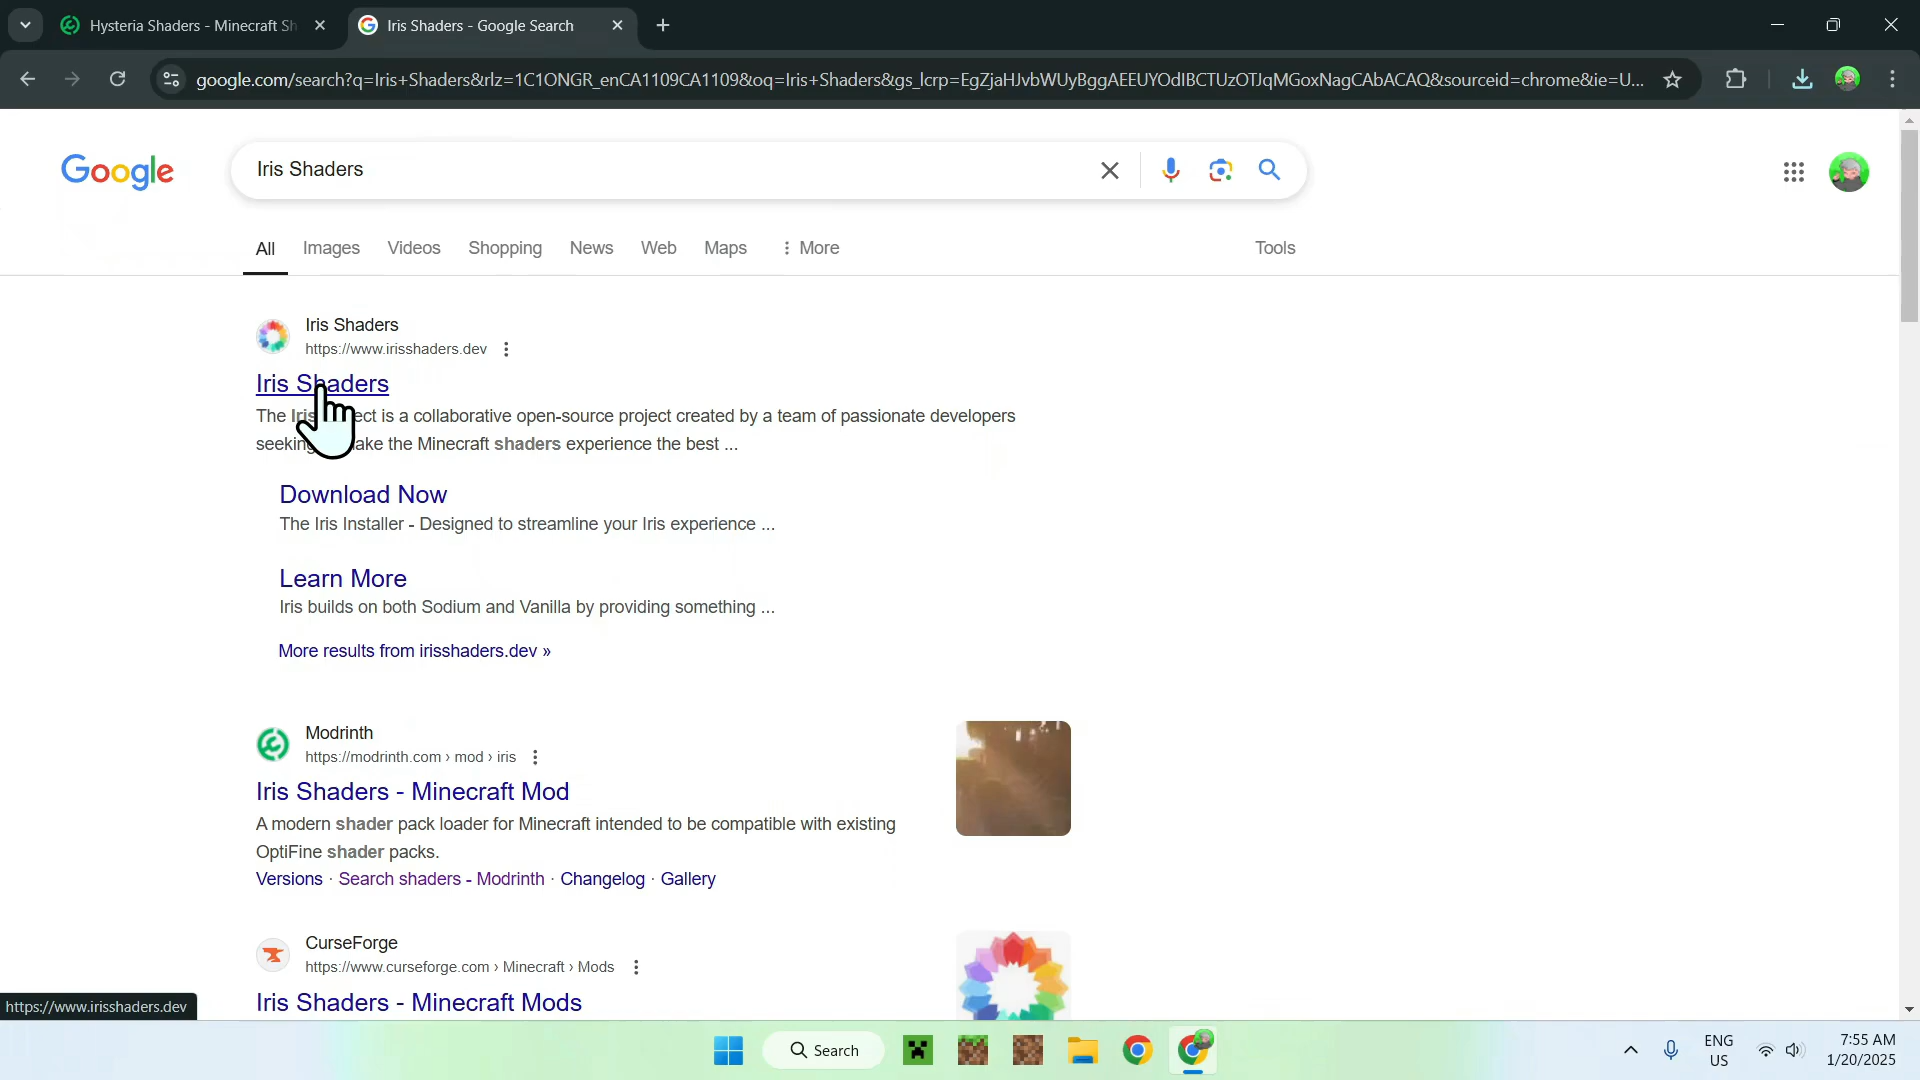 Hysteria Shaders - Minecraft Sh
Iris Shaders - Google Search
google.com/search?q=Iris+Shaders&rlz=1C1ONGR_enCA1109CA1109&oq=Iris+Shaders&gs_lcrp=EgZjaHJvbWUyBggAEEUYOdIBCTUzOTJqMGoxNagCAbACAQ&sourceid=chrome&ie=U...
Google
Iris Shaders
All Images Videos Shopping News Web Maps More Tools
Iris Shaders
https://www.irisshaders.dev
Iris Shaders
The Iris ect is a collaborative open-source project created by a team of passionate developers
seeking ake the Minecraft shaders experience the best ...
Download Now
The Iris Installer - Designed to streamline your Iris experience ...
Learn More
Iris builds on both Sodium and Vanilla by providing something ...
More results from irisshaders.dev »
Modrinth
https://modrinth.com › mod › iris
Iris Shaders - Minecraft Mod
A modern shader pack loader for Minecraft intended to be compatible with existing
OptiFine shader packs.
Versions · Search shaders - Modrinth · Changelog · Gallery
CurseForge
https://www.curseforge.com › Minecraft › Mods
Iris Shaders - Minecraft Mods
https://www.irisshaders.dev
Search
ENG
US
7:55 AM
1/20/2025